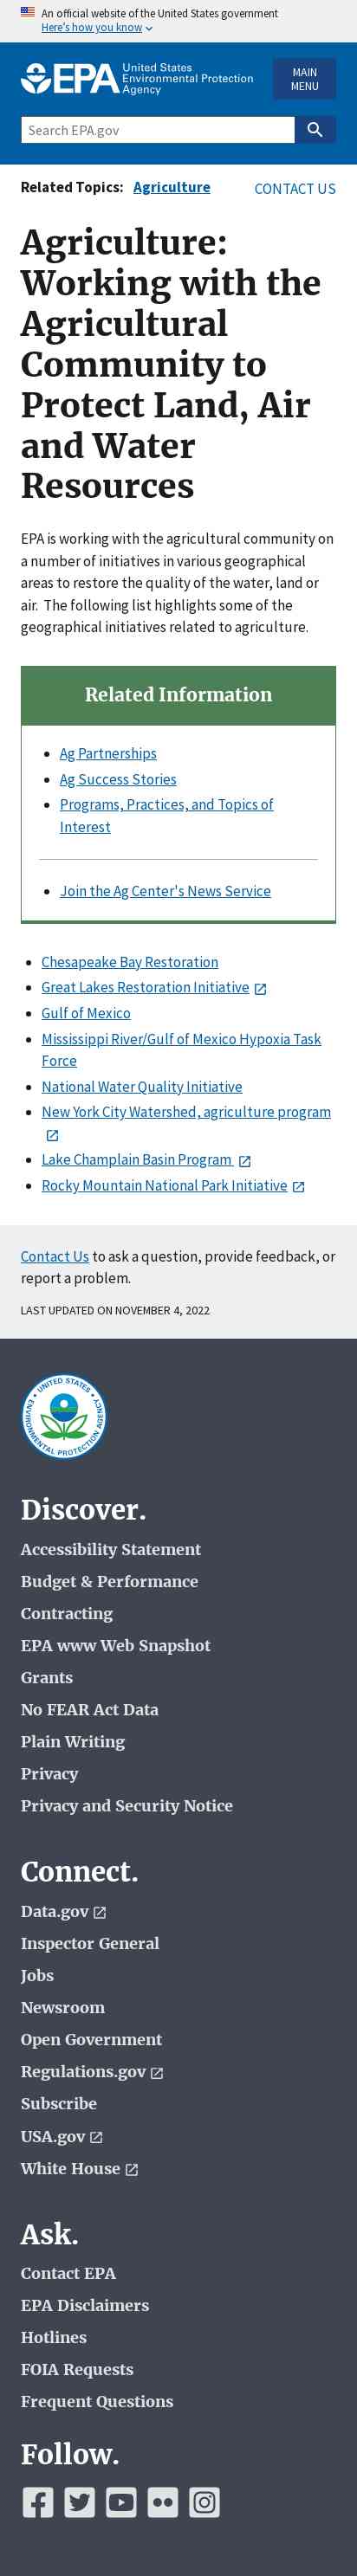 An official website of the United States government
Here's how you know
EPA United States
Environmental Protection
Agency
MAIN
MENU
Search EPA.gov
Related Topics: Agriculture CONTACT US
Agriculture:
Working with the
Agricultural
Community to
Protect Land, Air
and Water
Resources
EPA is working with the agricultural community on
a number of initiatives in various geographical
areas to restore the quality of the water, land or
air. The following list highlights some of the
geographical initiatives related to agriculture.
Related Information
• Ag Partnerships
• Ag Success Stories
• Programs, Practices, and Topics of
Interest
• Join the Ag Center's News Service
• Chesapeake Bay Restoration
• Great Lakes Restoration Initiative
• Gulf of Mexico
• Mississippi River/Gulf of Mexico Hypoxia Task
Force
• National Water Quality Initiative
• New York City Watershed, agriculture program
• Lake Champlain Basin Program
• Rocky Mountain National Park Initiative
Contact Us to ask a question, provide feedback, or
report a problem.
LAST UPDATED ON NOVEMBER 4, 2022
UNITED STATES
ENVIRONMENTAL PROTECTION AGENCY
Discover.
Accessibility Statement
Budget & Performance
Contracting
EPA www Web Snapshot
Grants
No FEAR Act Data
Plain Writing
Privacy
Privacy and Security Notice
Connect.
Data.gov
Inspector General
Jobs
Newsroom
Open Government
Regulations.gov
Subscribe
USA.gov
White House
Ask.
Contact EPA
EPA Disclaimers
Hotlines
FOIA Requests
Frequent Questions
Follow.